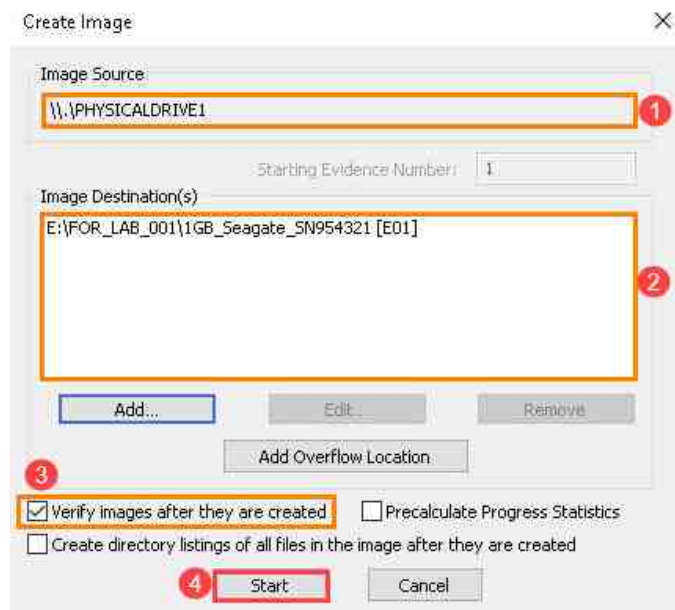 Create Image
Image Source
\\.\PHYSICALDRIVE1
1
Starting Evidence Number: 1
Image Destination(s)
E:\FOR_LAB_001\1GB_Seagate_SN954321 [E01]
2
Add... Edit... Remove
Add Overflow Location
3
Verify images after they are created Precalculate Progress Statistics
Create directory listings of all files in the image after they are created
4 Start Cancel